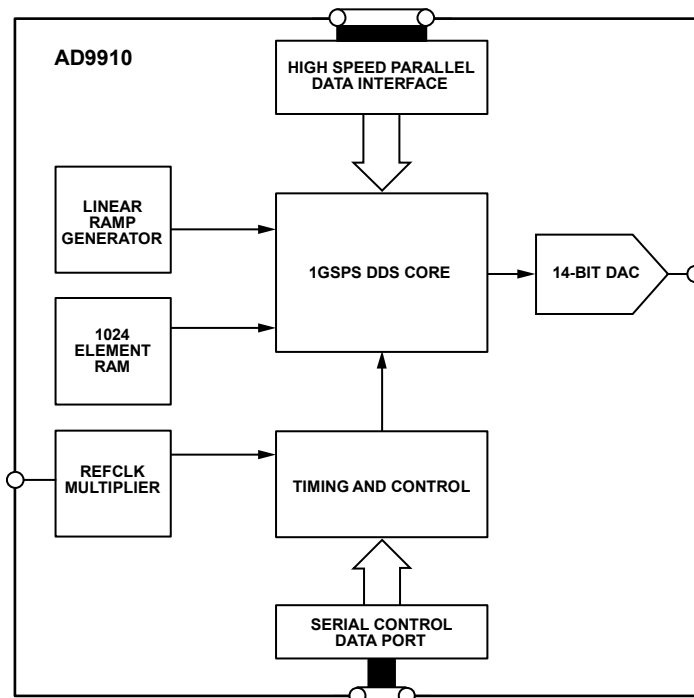 AD9910
HIGH SPEED PARALLEL
DATA INTERFACE
LINEAR
RAMP
GENERATOR
1GSPS DDS CORE
14-BIT DAC
1024
ELEMENT
RAM
REFCLK
MULTIPLIER
TIMING AND CONTROL
SERIAL CONTROL
DATA PORT